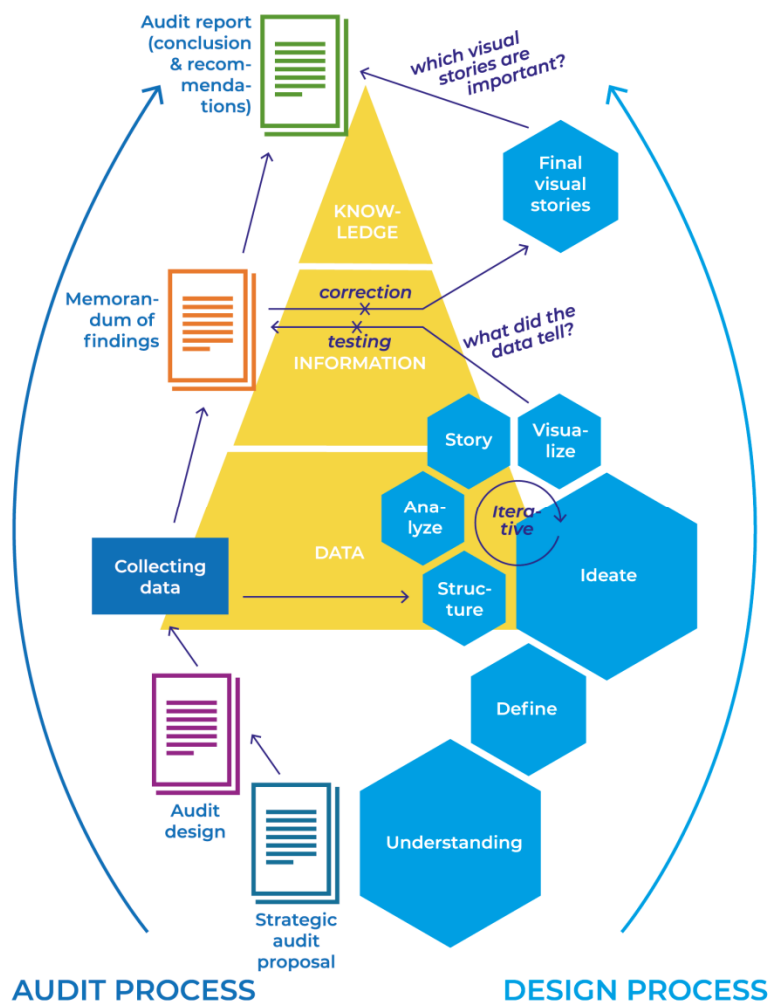 Audit report
(conclusion
& recom-
menda-
tions)
which visual
stories are
important?
Final
visual
stories
KNOW-
LEDGE
Memoran-
dum of
findings
correction
testing
INFORMATION
what did the
data tell?
Story
Visua-
lize
Ana-
lyze
Itera-
tive
DATA
Collecting
data
Struc-
ture
Ideate
Define
Audit
design
Understanding
Strategic
audit
proposal
AUDIT PROCESS
DESIGN PROCESS